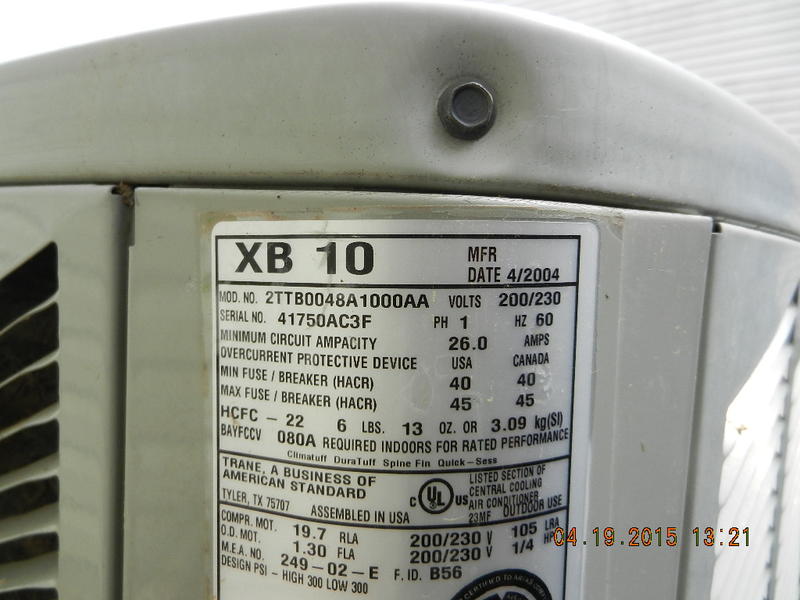 XB 10
MFR
DATE 4/2004
MOD. NO. 2TTB0048A1000AA VOLTS 200/230
SERIAL NO. 41750AC3F PH 1 HZ 60
MINIMUM CIRCUIT AMPACITY 26.0 AMPS
OVERCURRENT PROTECTIVE DEVICE USA CANADA
MIN FUSE / BREAKER (HACR) 40 40
MAX FUSE / BREAKER (HACR) 45 45
HCFC - 22 6 LBS. 13 OZ. OR 3.09 kg(SI)
BAYFCCV 080A REQUIRED INDOORS FOR RATED PERFORMANCE
Climatuff DuraTuff Spine Fin Quick-Sess
TRANE, A BUSINESS OF
AMERICAN STANDARD
TYLER, TX 75707 ASSEMBLED IN USA
C UL US
LISTED SECTION OF
CENTRAL COOLING
AIR CONDITIONER
23MF OUTDOOR USE
COMPR. MOT. 19.7 RLA 200/230 V 105 LRA
O.D. MOT. 1.30 FLA 200/230 V 1/4 HP
M.E.A. NO. 249-02-E F. ID. B56
DESIGN PSI - HIGH 300 LOW 300
04.19.2015 13:21